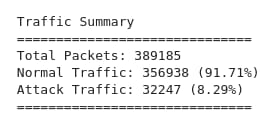 Traffic Summary
==============================
Total Packets: 389185
Normal Traffic: 356938 (91.71%)
Attack Traffic: 32247 (8.29%)
==============================